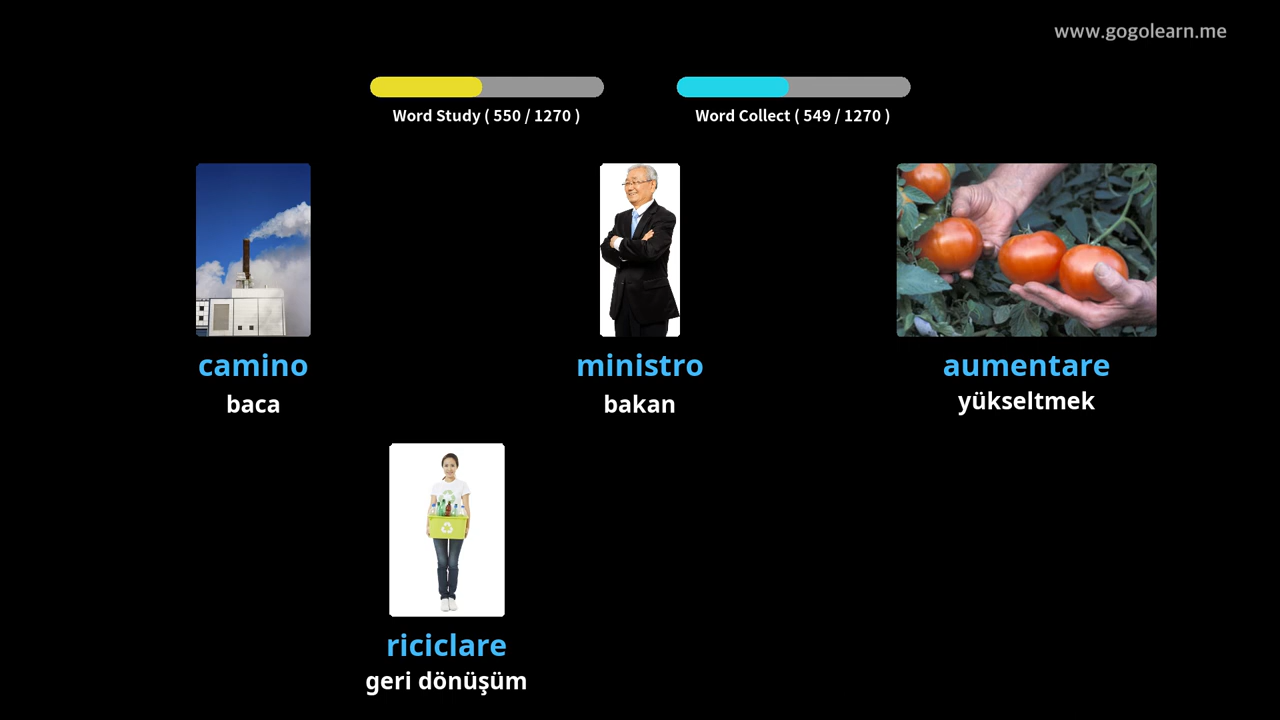 www.gogolearn.me
Word Study ( 550 / 1270 )
Word Collect ( 549 / 1270 )
camino
baca
ministro
bakan
aumentare
yükseltmek
riciclare
geri dönüşüm